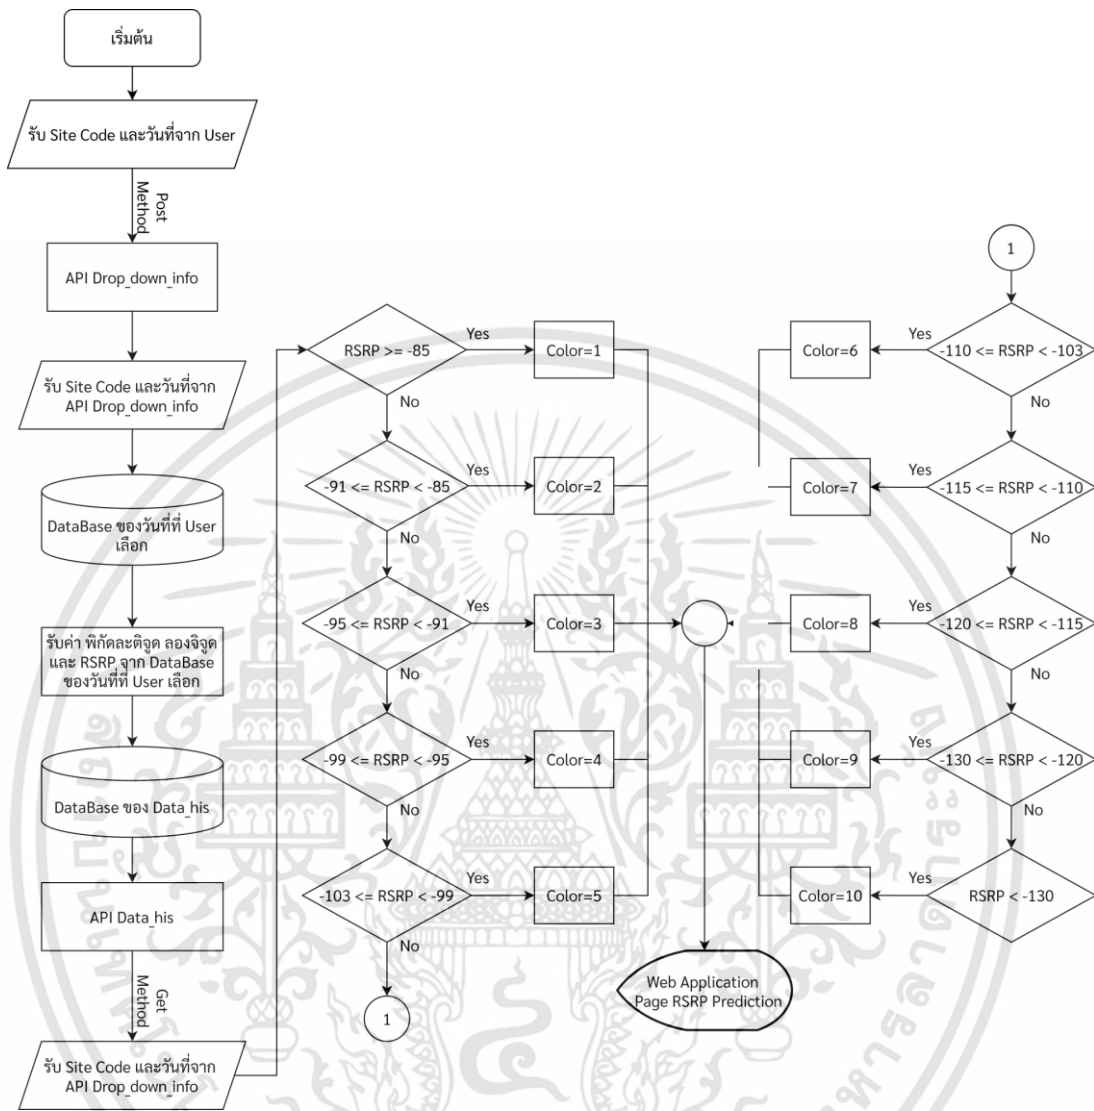 เริ่มต้น
รับ Site Code และวันที่จาก User
Post
Method
API Drop_down_info
รับ Site Code และวันที่จาก
API Drop_down_info
DataBase ของวันที่ที่ User
เลือก
รับค่า พิกัดละติจูด ลองจิจูด
และ RSRP จาก DataBase
ของวันที่ที่ User เลือก
DataBase ของ Data_his
API Data_his
Get
Method
รับ Site Code และวันที่จาก
API Drop_down_info
RSRP >= -85
Yes
Color=1
No
-91 <= RSRP < -85
Yes
Color=2
No
-95 <= RSRP < -91
Yes
Color=3
No
-99 <= RSRP < -95
Yes
Color=4
No
-103 <= RSRP < -99
Yes
Color=5
No
1
Web Application
Page RSRP Prediction
1
-110 <= RSRP < -103
Yes
Color=6
No
-115 <= RSRP < -110
Yes
Color=7
No
-120 <= RSRP < -115
Yes
Color=8
No
-130 <= RSRP < -120
Yes
Color=9
No
RSRP < -130
Yes
Color=10